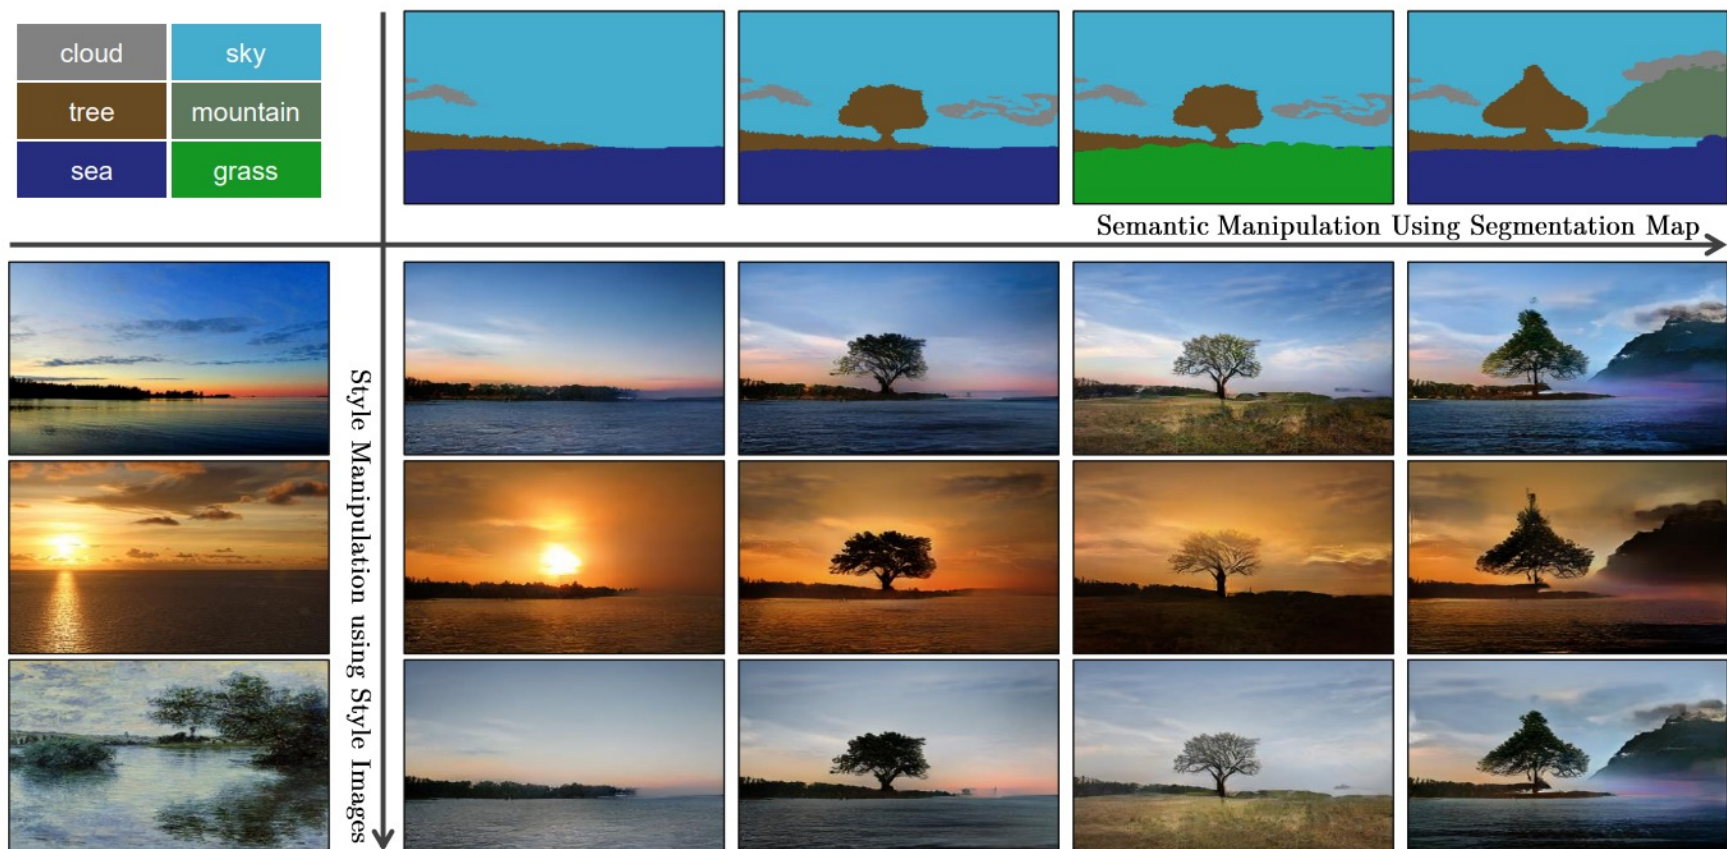 cloud
sky
tree
mountain
sea
grass
Semantic Manipulation Using Segmentation Map
Style Manipulation using Style Images